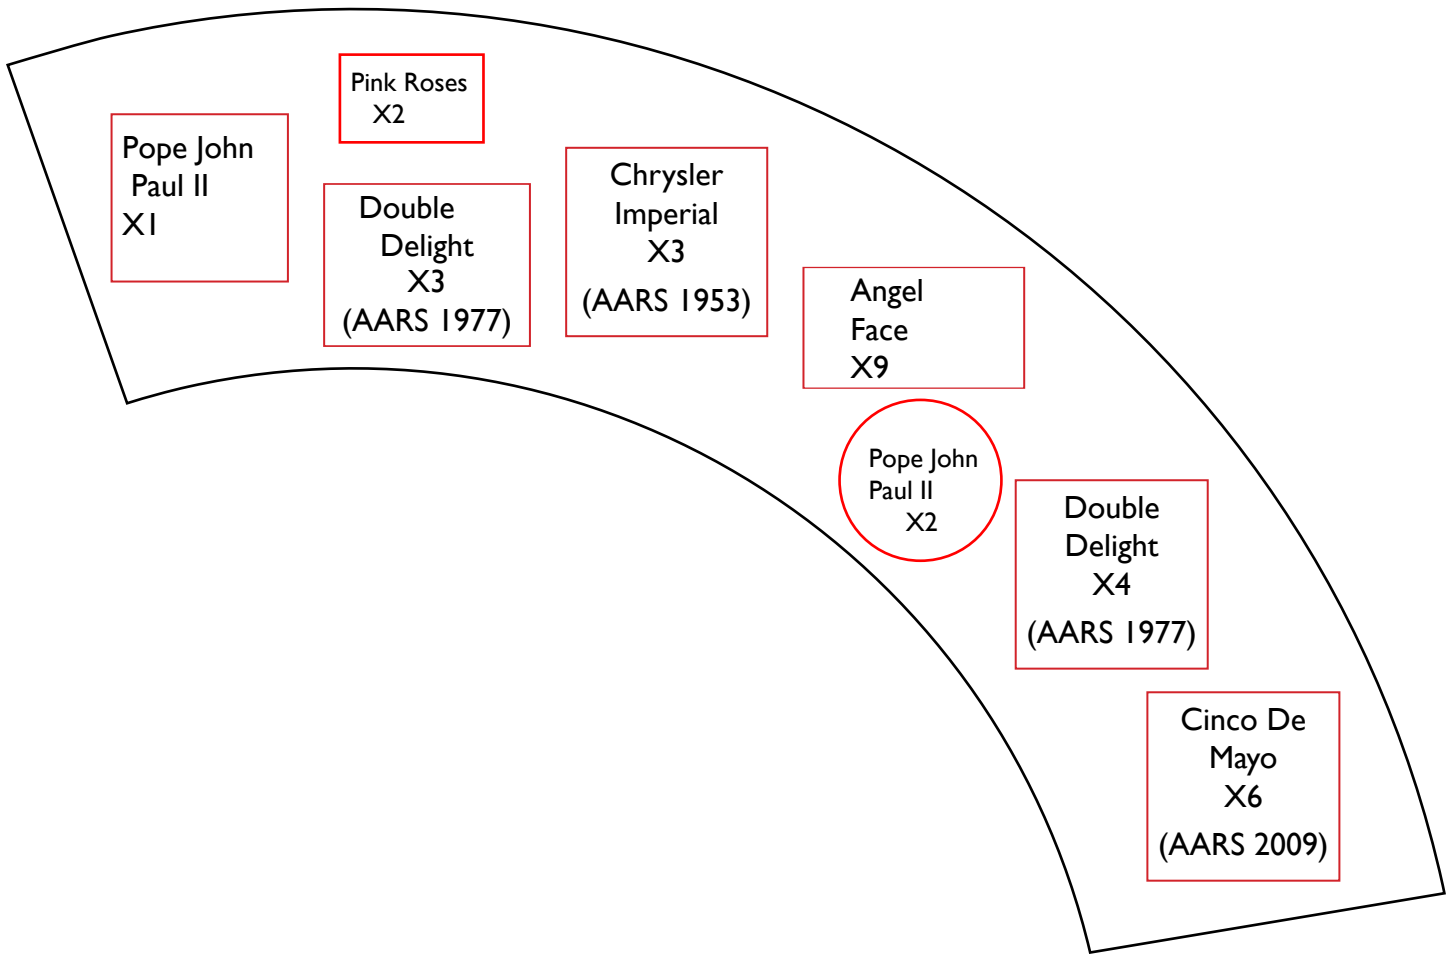 Pink Roses
X2
Pope John
Paul II
X1
Double
Delight
X3
(AARS 1977)
Chrysler
Imperial
X3
(AARS 1953)
Angel
Face
X9
Pope John
Paul II
X2
Double
Delight
X4
(AARS 1977)
Cinco De
Mayo
X6
(AARS 2009)